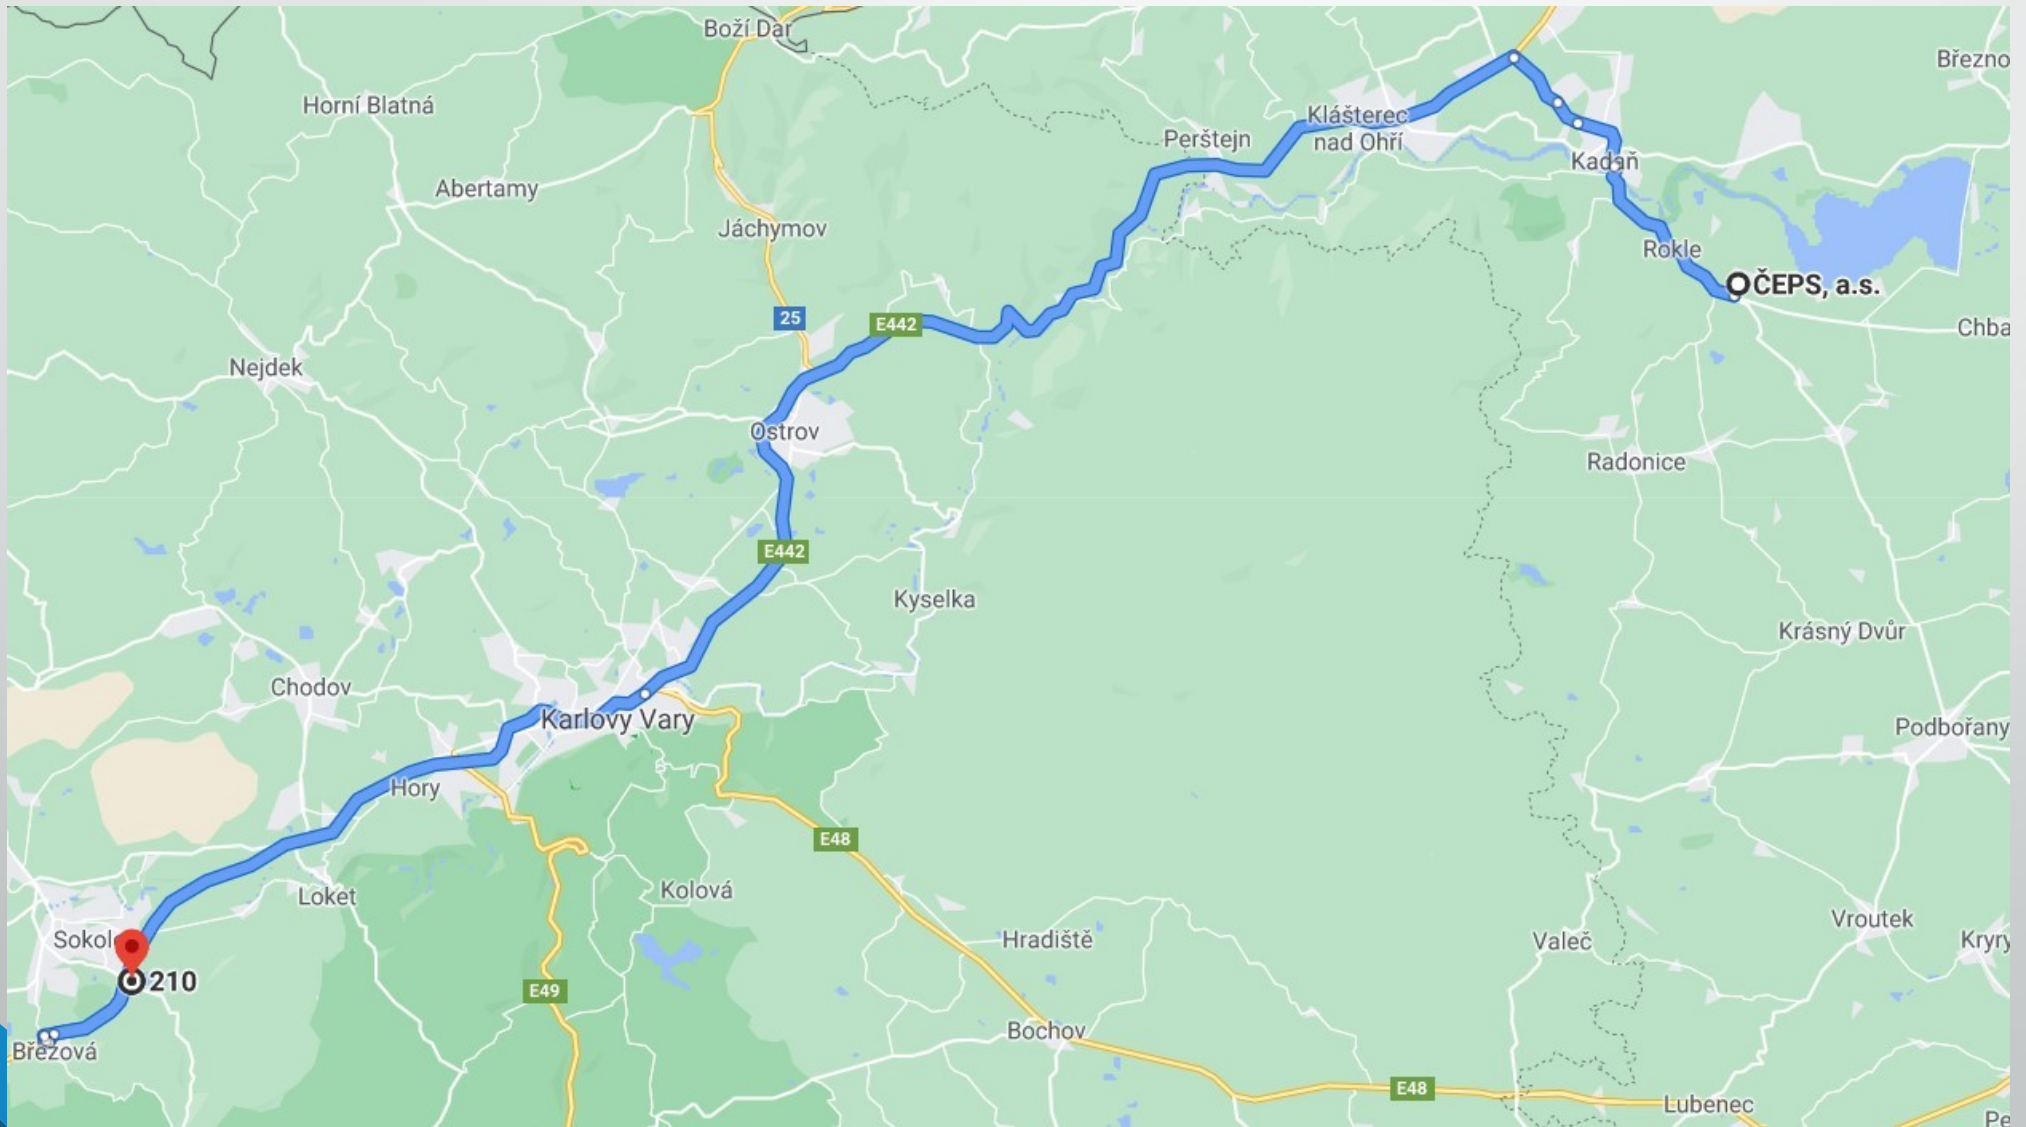 Boží Dar
Březno
Horní Blatná
Klášterec
nad Ohří
Perštejn
Kadaň
Abertamy
Jáchymov
Rokle
ČEPS, a.s.
25
E442
Chba
Nejdek
Ostrov
Radonice
E442
Kyselka
Krásný Dvůr
Chodov
Karlovy Vary
Podbořany
Hory
E48
Kolová
Loket
Vroutek
Sokol
Hradiště
Valeč
Kryry
210
E49
Bochov
Březová
E48
Lubenec
Pe